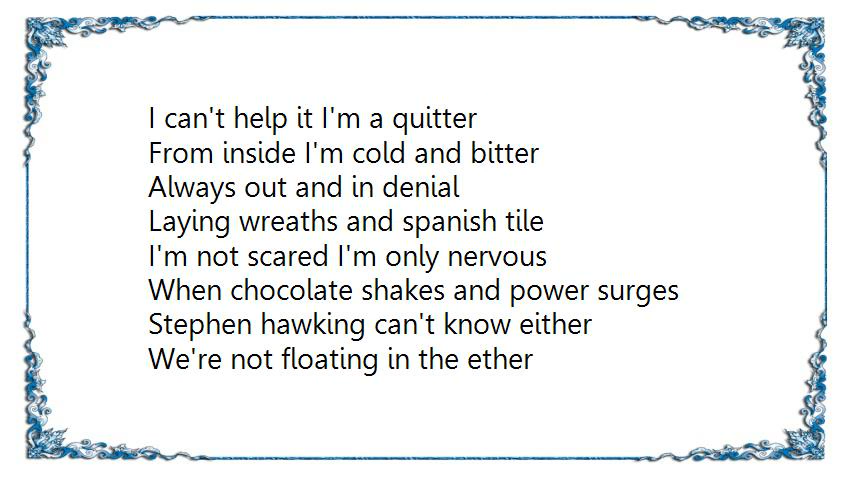 I can't help it I'm a quitter
From inside I'm cold and bitter
Always out and in denial
Laying wreaths and spanish tile
I'm not scared I'm only nervous
When chocolate shakes and power surges
Stephen hawking can't know either
We're not floating in the ether